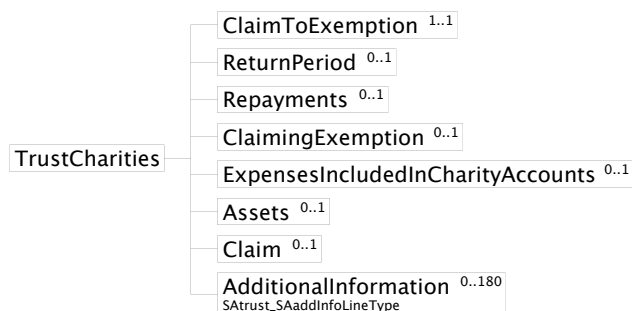 ClaimToExemption 1..1
ReturnPeriod 0..1
Repayments 0..1
ClaimingExemption 0..1
TrustCharities
ExpensesIncludedInCharityAccounts 0..1
Assets 0..1
Claim 0..1
AdditionalInformation 0..180
SAtrust_SAaddInfoLineType